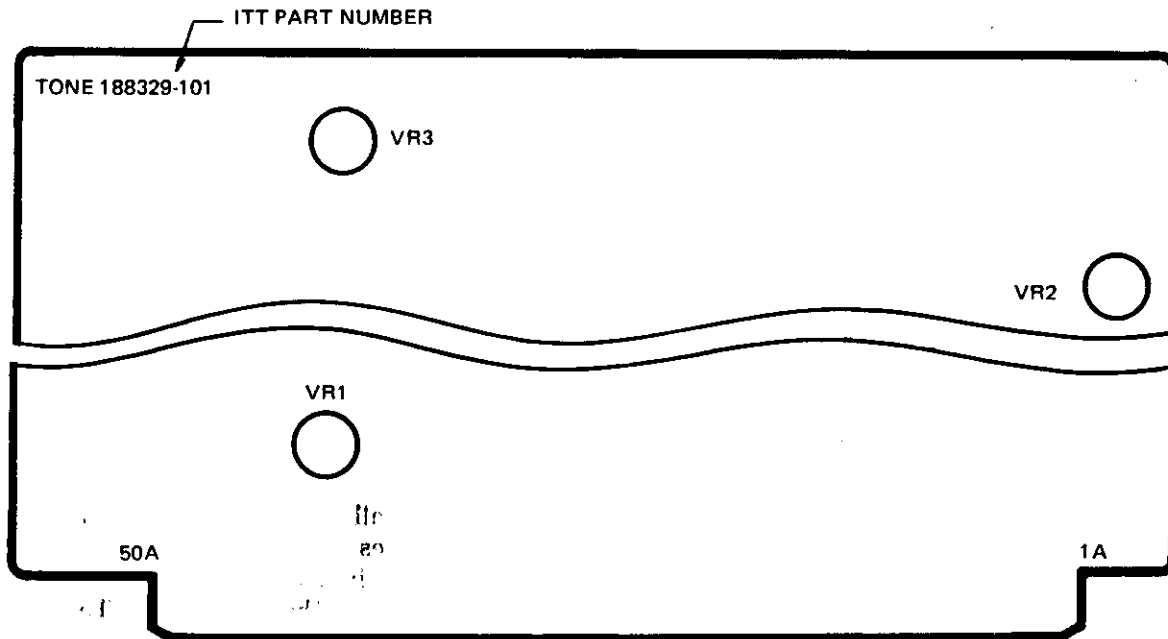 ITT PART NUMBER
TONE 188329-101
VR3
VR2
VR1
50A
1A